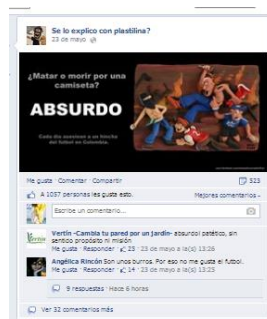 Se lo explico con plastilina?
23 de mayo
¿Matar o morir por una
camiseta?
ABSURDO
Cada día asesinan a un hincha
del fútbol en Colombia.
Me gusta · Comentar · Compartir
323
A 1057 personas les gusta esto.
Mejores comentarios
Escribe un comentario...
Vertín -Cambia tu pared por un jardín- absurdo! patético, sin
sentido propósito ni misión
Me gusta · Responder · 23 · 23 de mayo a la(s) 13:26
Angélica Rincón Son unos burros. Por eso no me gusta el futbol.
Me gusta · Responder · 14 · 23 de mayo a la(s) 13:25
9 respuestas · Hace 6 horas
Ver 32 comentarios más